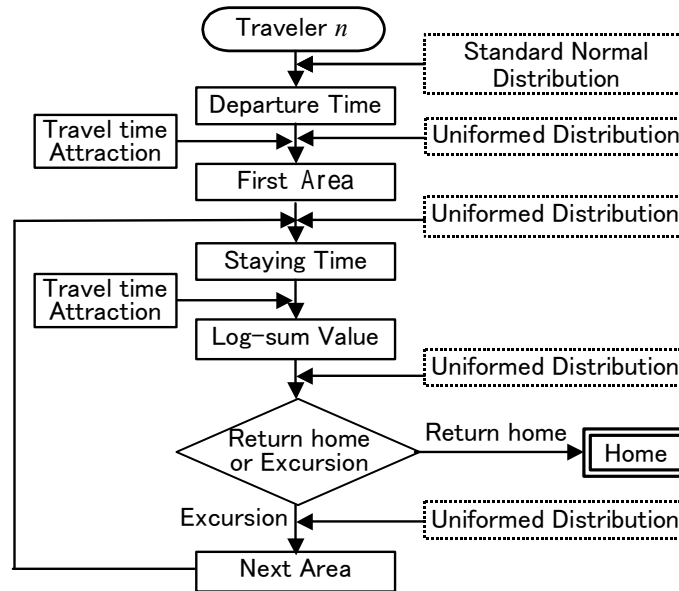 Traveler n
Standard Normal
Distribution
Departure Time
Travel time
Attraction
Uniformed Distribution
First Area
Uniformed Distribution
Staying Time
Travel time
Attraction
Log-sum Value
Uniformed Distribution
Return home
or Excursion
Return home
Home
Excursion
Uniformed Distribution
Next Area